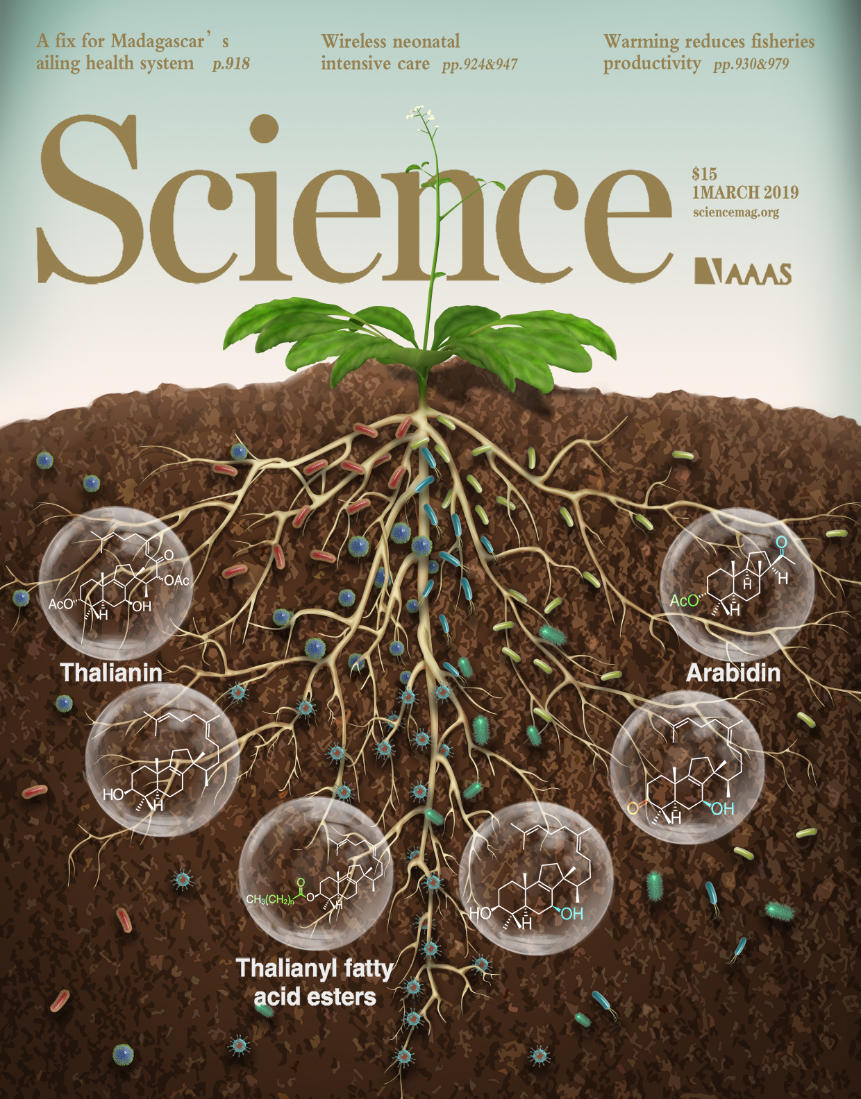 A fix for Madagascar’ s
ailing health system p.918
Wireless neonatal
intensive care pp.924&947
Warming reduces fisheries
productivity pp.930&979
Science
$15
1MARCH 2019
sciencemag.org
AAAS
O
OAc
AcO
H
OH
Thalianin
O
AcO
H
H
H
Arabidin
HO
H
O
H
OH
O
CH3(CH2)n
O
H
HO
H
OH
Thalianyl fatty
acid esters